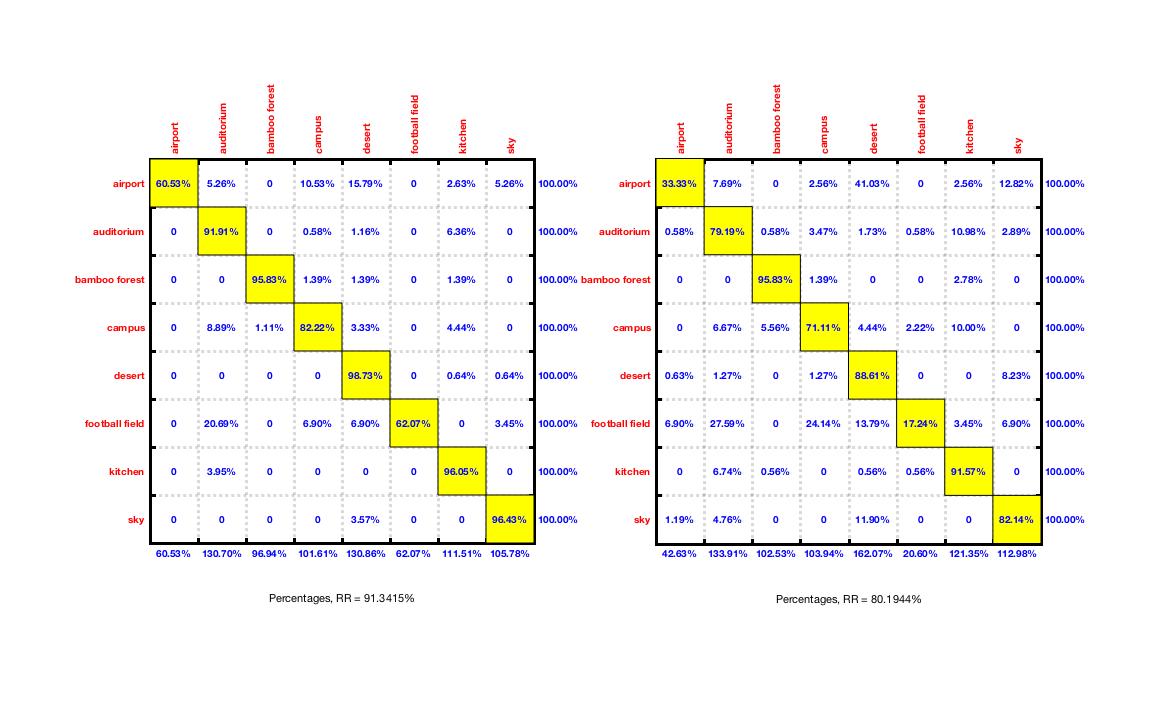 airport auditorium bamboo forest campus desert football field kitchen sky
airport 60.53% 5.26% 0 10.53% 15.79% 0 2.63% 5.26% 100.00%
auditorium 0 91.91% 0 0.58% 1.16% 0 6.36% 0 100.00%
bamboo forest 0 0 95.83% 1.39% 1.39% 0 1.39% 0 100.00%
campus 0 8.89% 1.11% 82.22% 3.33% 0 4.44% 0 100.00%
desert 0 0 0 0 98.73% 0 0.64% 0.64% 100.00%
football field 0 20.69% 0 6.90% 6.90% 62.07% 0 3.45% 100.00%
kitchen 0 3.95% 0 0 0 0 96.05% 0 100.00%
sky 0 0 0 0 3.57% 0 0 96.43% 100.00%
60.53% 130.70% 96.94% 101.61% 130.86% 62.07% 111.51% 105.78%
Percentages, RR = 91.3415%
airport auditorium bamboo forest campus desert football field kitchen sky
airport 33.33% 7.69% 0 2.56% 41.03% 0 2.56% 12.82% 100.00%
auditorium 0.58% 79.19% 0.58% 3.47% 1.73% 0.58% 10.98% 2.89% 100.00%
bamboo forest 0 0 95.83% 1.39% 0 0 2.78% 0 100.00%
campus 0 6.67% 5.56% 71.11% 4.44% 2.22% 10.00% 0 100.00%
desert 0.63% 1.27% 0 1.27% 88.61% 0 0 8.23% 100.00%
football field 6.90% 27.59% 0 24.14% 13.79% 17.24% 3.45% 6.90% 100.00%
kitchen 0 6.74% 0.56% 0 0.56% 0.56% 91.57% 0 100.00%
sky 1.19% 4.76% 0 0 11.90% 0 0 82.14% 100.00%
42.63% 133.91% 102.53% 103.94% 162.07% 20.60% 121.35% 112.98%
Percentages, RR = 80.1944%